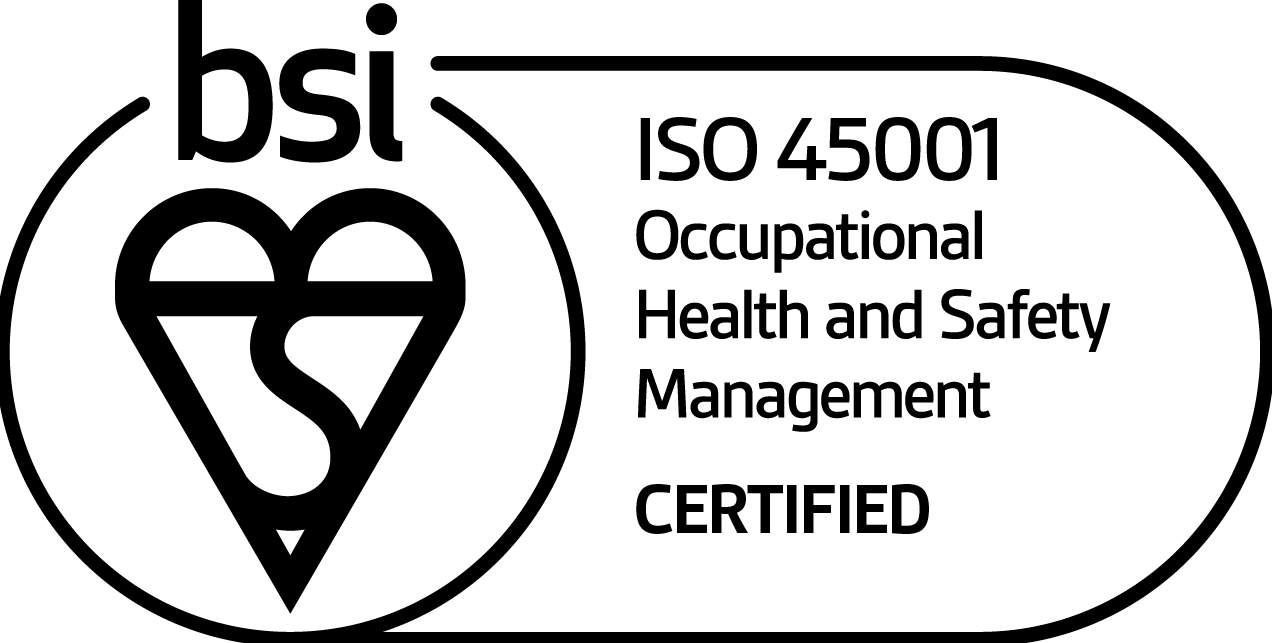 bsi
ISO 45001
Occupational
Health and Safety
Management
CERTIFIED